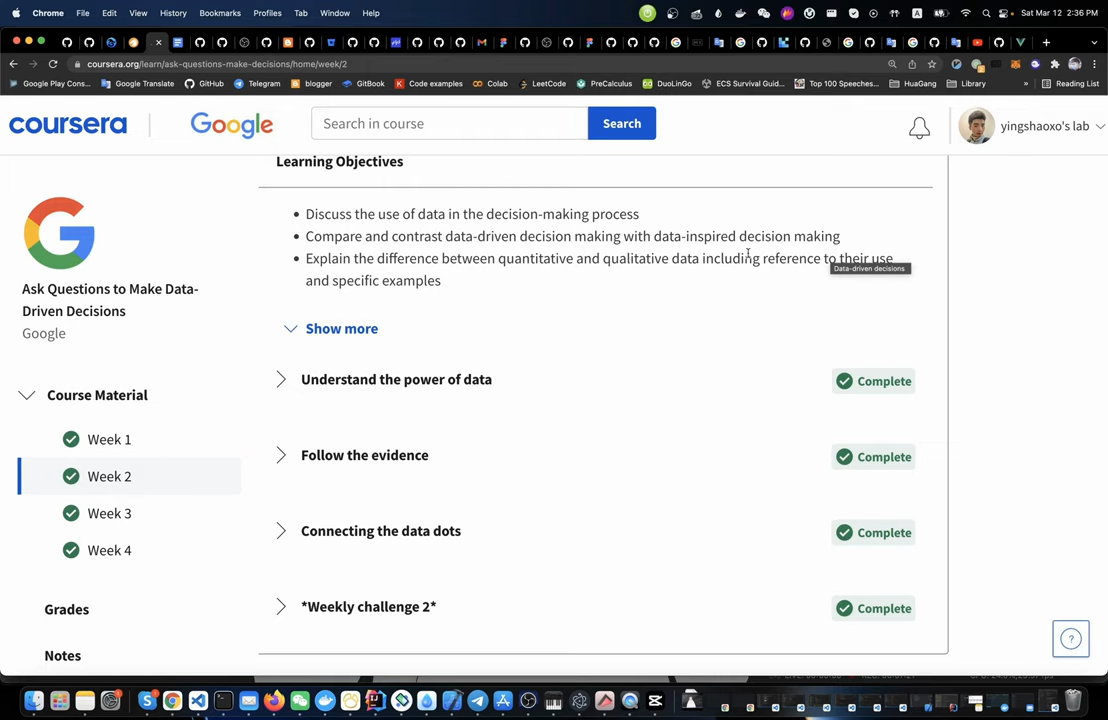 Chrome File Edit View History Bookmarks Profiles Tab Window Help Sat Mar 12 2:36 PM
coursera.org/learn/ask-questions-make-decisions/home/week/2
Google Play Cons... Google Translate GitHub Telegram blogger GitBook Code examples Colab LeetCode PreCalculus DuoLinGo ECS Survival Guid... Top 100 Speeches... HuaGang Library » Reading List
coursera Google Search in course Search yingshaoxo's lab
Learning Objectives
Discuss the use of data in the decision-making process
Compare and contrast data-driven decision making with data-inspired decision making
Explain the difference between quantitative and qualitative data including reference to their use
and specific examples
Data-driven decisions
Show more
Ask Questions to Make Data-
Driven Decisions
Google
Course Material
Week 1
Week 2
Week 3
Week 4
Grades
Notes
Understand the power of data Complete
Follow the evidence Complete
Connecting the data dots Complete
*Weekly challenge 2* Complete